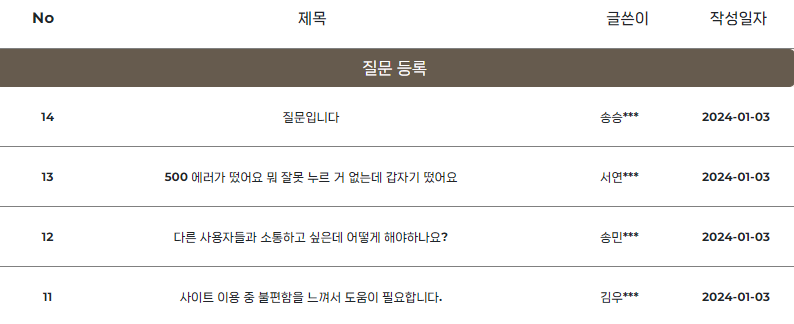 No 제목 글쓴이 작성일자
질문 등록
14 질문입니다 송승*** 2024-01-03
13 500 에러가 떴어요 뭐 잘못 누르 거 없는데 갑자기 떴어요 서연*** 2024-01-03
12 다른 사용자들과 소통하고 싶은데 어떻게 해야하나요? 송민*** 2024-01-03
11 사이트 이용 중 불편함을 느껴서 도움이 필요합니다. 김우*** 2024-01-03